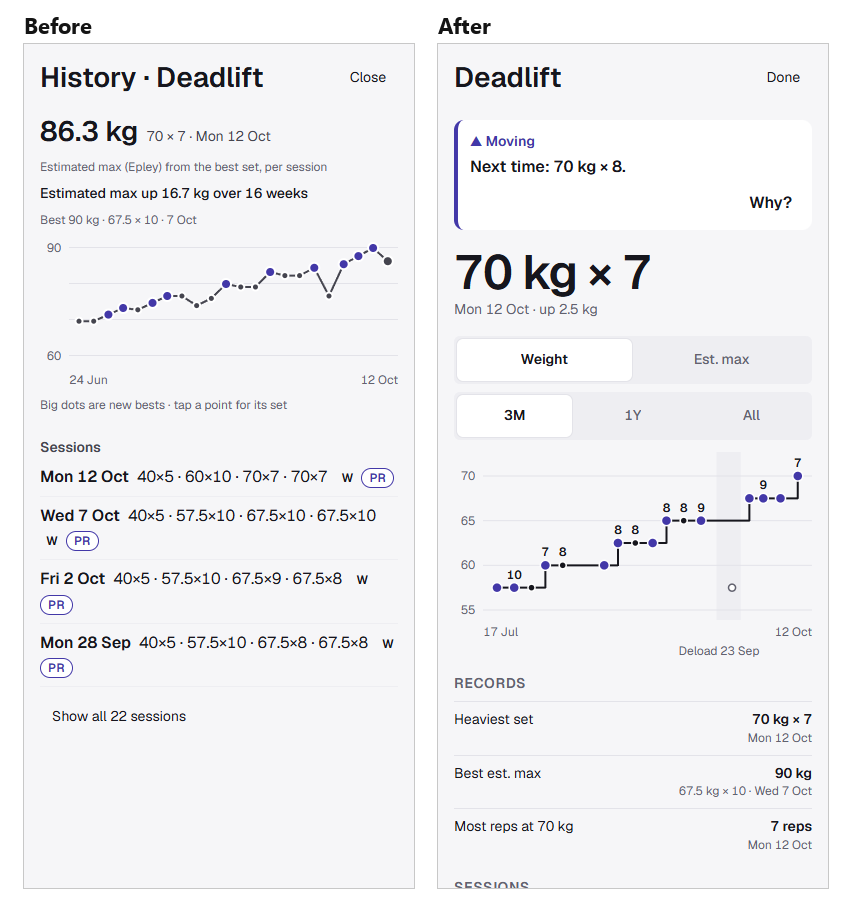 Before
History · Deadlift
Close
86.3 kg 70 × 7 · Mon 12 Oct
Estimated max (Epley) from the best set, per session
Estimated max up 16.7 kg over 16 weeks
Best 90 kg · 67.5 × 10 · 7 Oct
90
60
24 Jun
12 Oct
Big dots are new bests · tap a point for its set
Sessions
Mon 12 Oct 40×5 · 60×10 · 70×7 · 70×7 W PR
Wed 7 Oct 40×5 · 57.5×10 · 67.5×10 · 67.5×10
W PR
Fri 2 Oct 40×5 · 57.5×10 · 67.5×9 · 67.5×8 W
PR
Mon 28 Sep 40×5 · 57.5×10 · 67.5×8 · 67.5×8 W
PR
Show all 22 sessions
After
Deadlift
Done
▲ Moving
Next time: 70 kg × 8.
Why?
70 kg × 7
Mon 12 Oct · up 2.5 kg
Weight
Est. max
3M
1Y
All
70
65
60
55
10
7 8
8 8
8 8 9
9
7
17 Jul
12 Oct
Deload 23 Sep
RECORDS
Heaviest set
70 kg × 7
Mon 12 Oct
Best est. max
90 kg
67.5 kg × 10 · Wed 7 Oct
Most reps at 70 kg
7 reps
Mon 12 Oct
SESSIONS